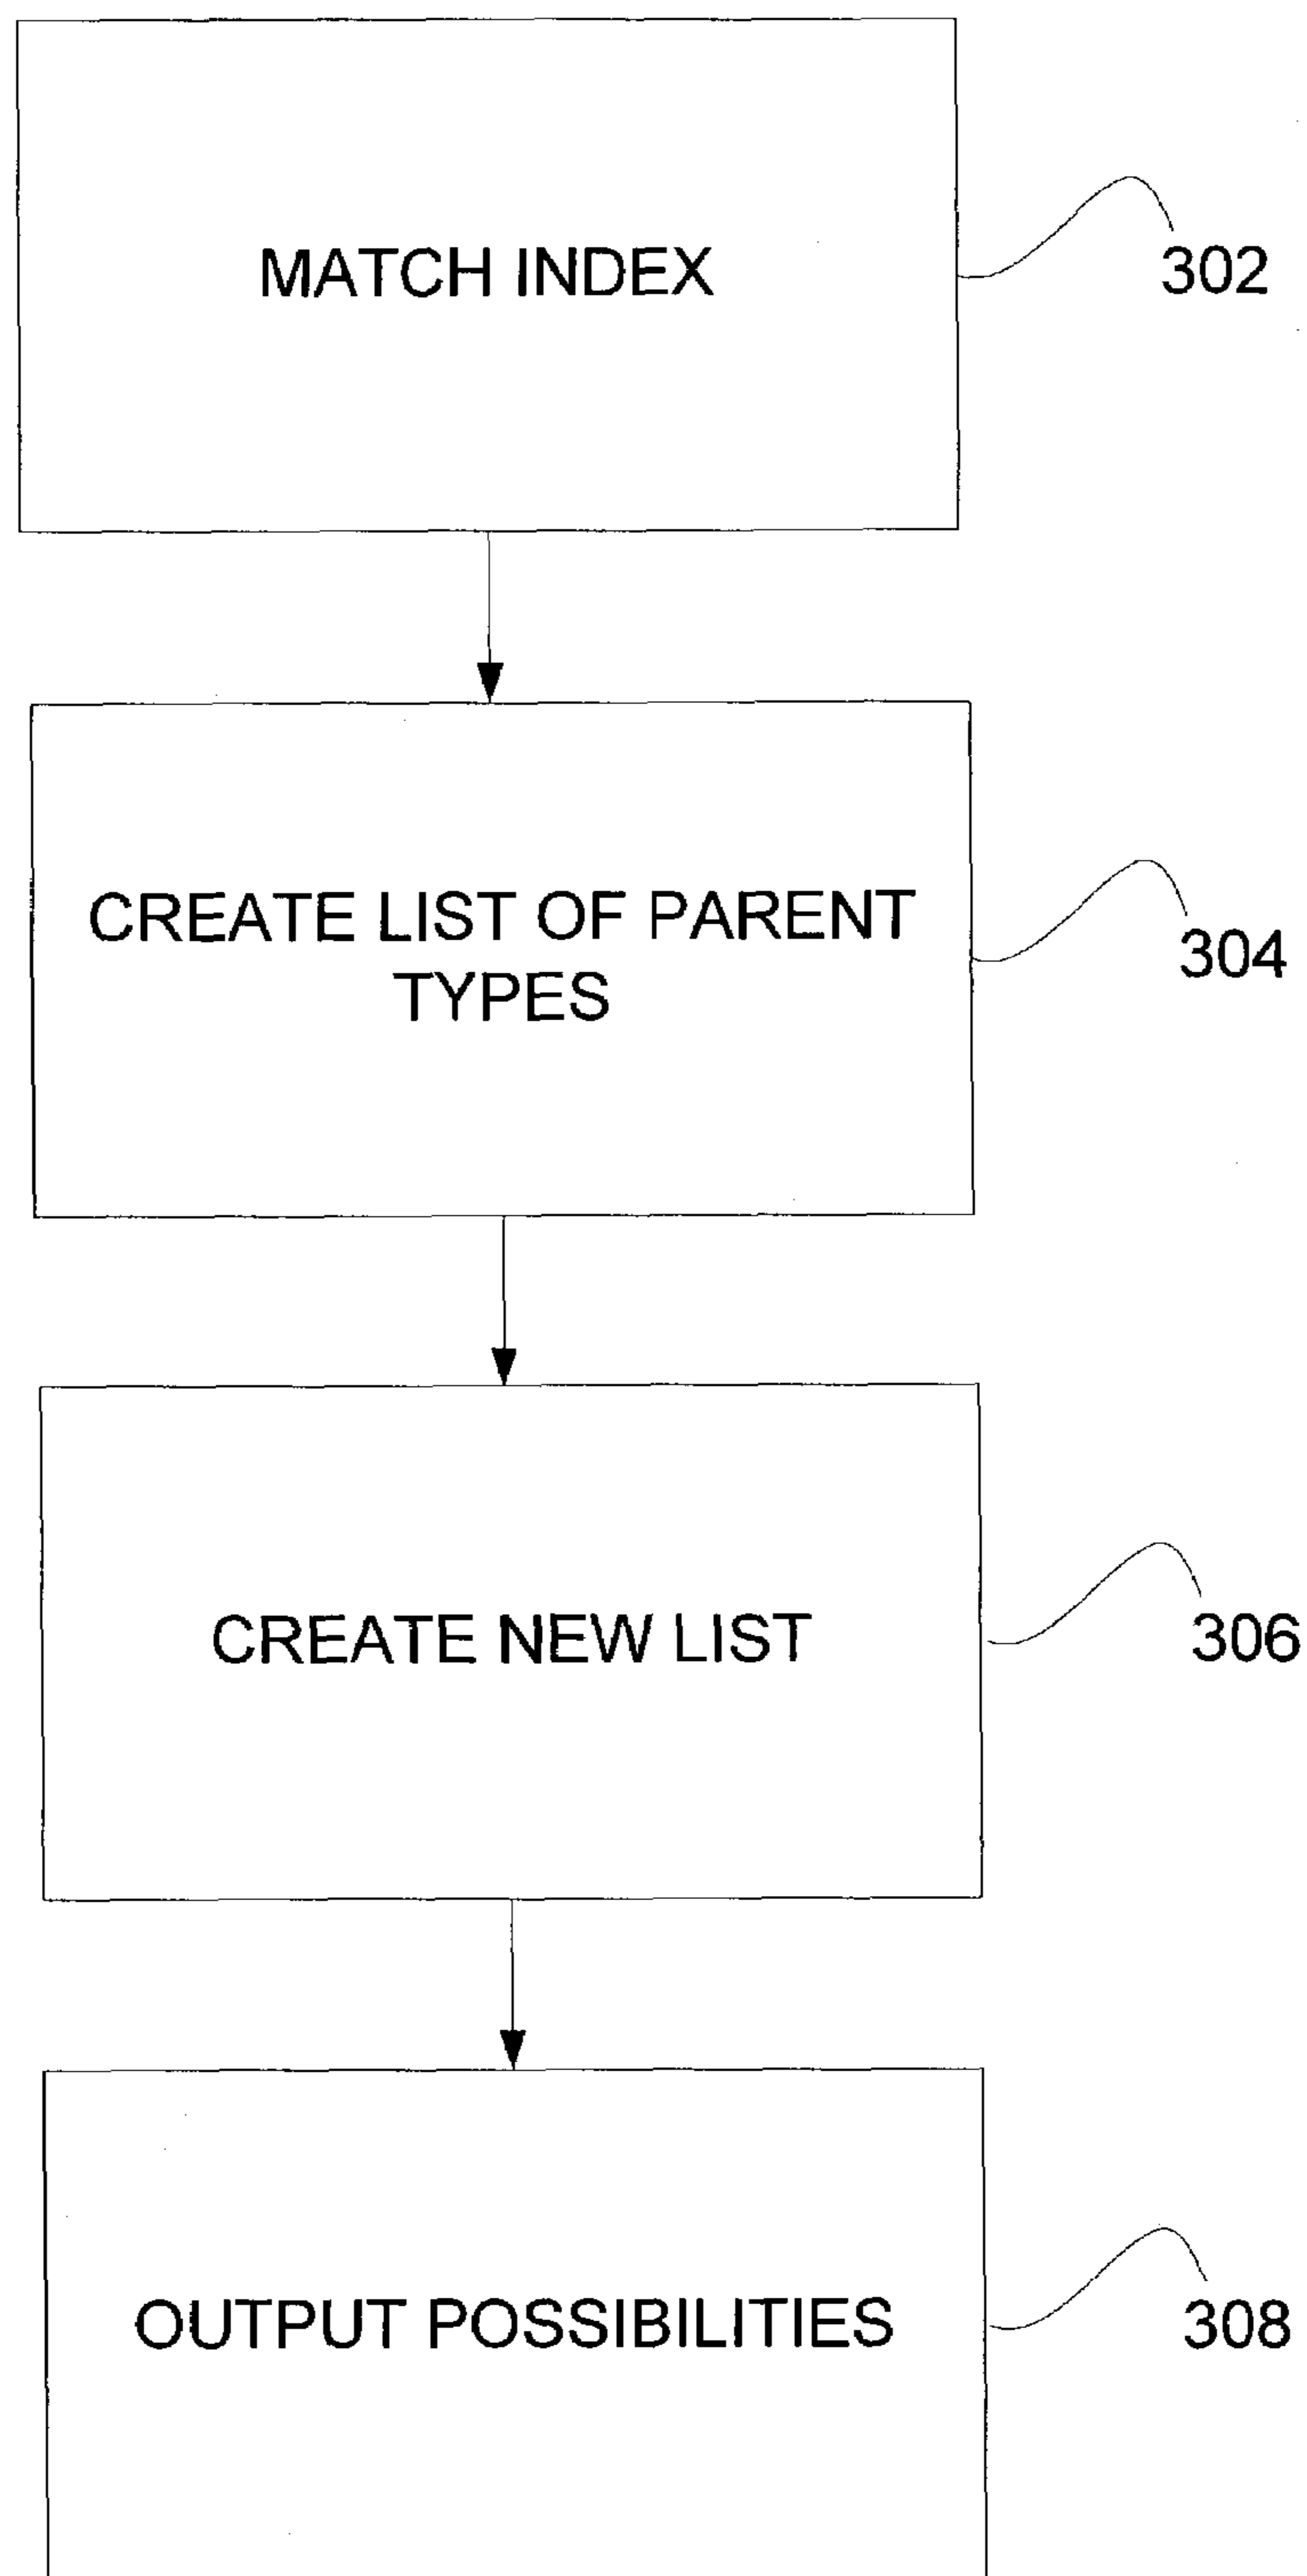 MATCH INDEX
302
CREATE LIST OF PARENT
TYPES
304
CREATE NEW LIST
306
OUTPUT POSSIBILITIES
308